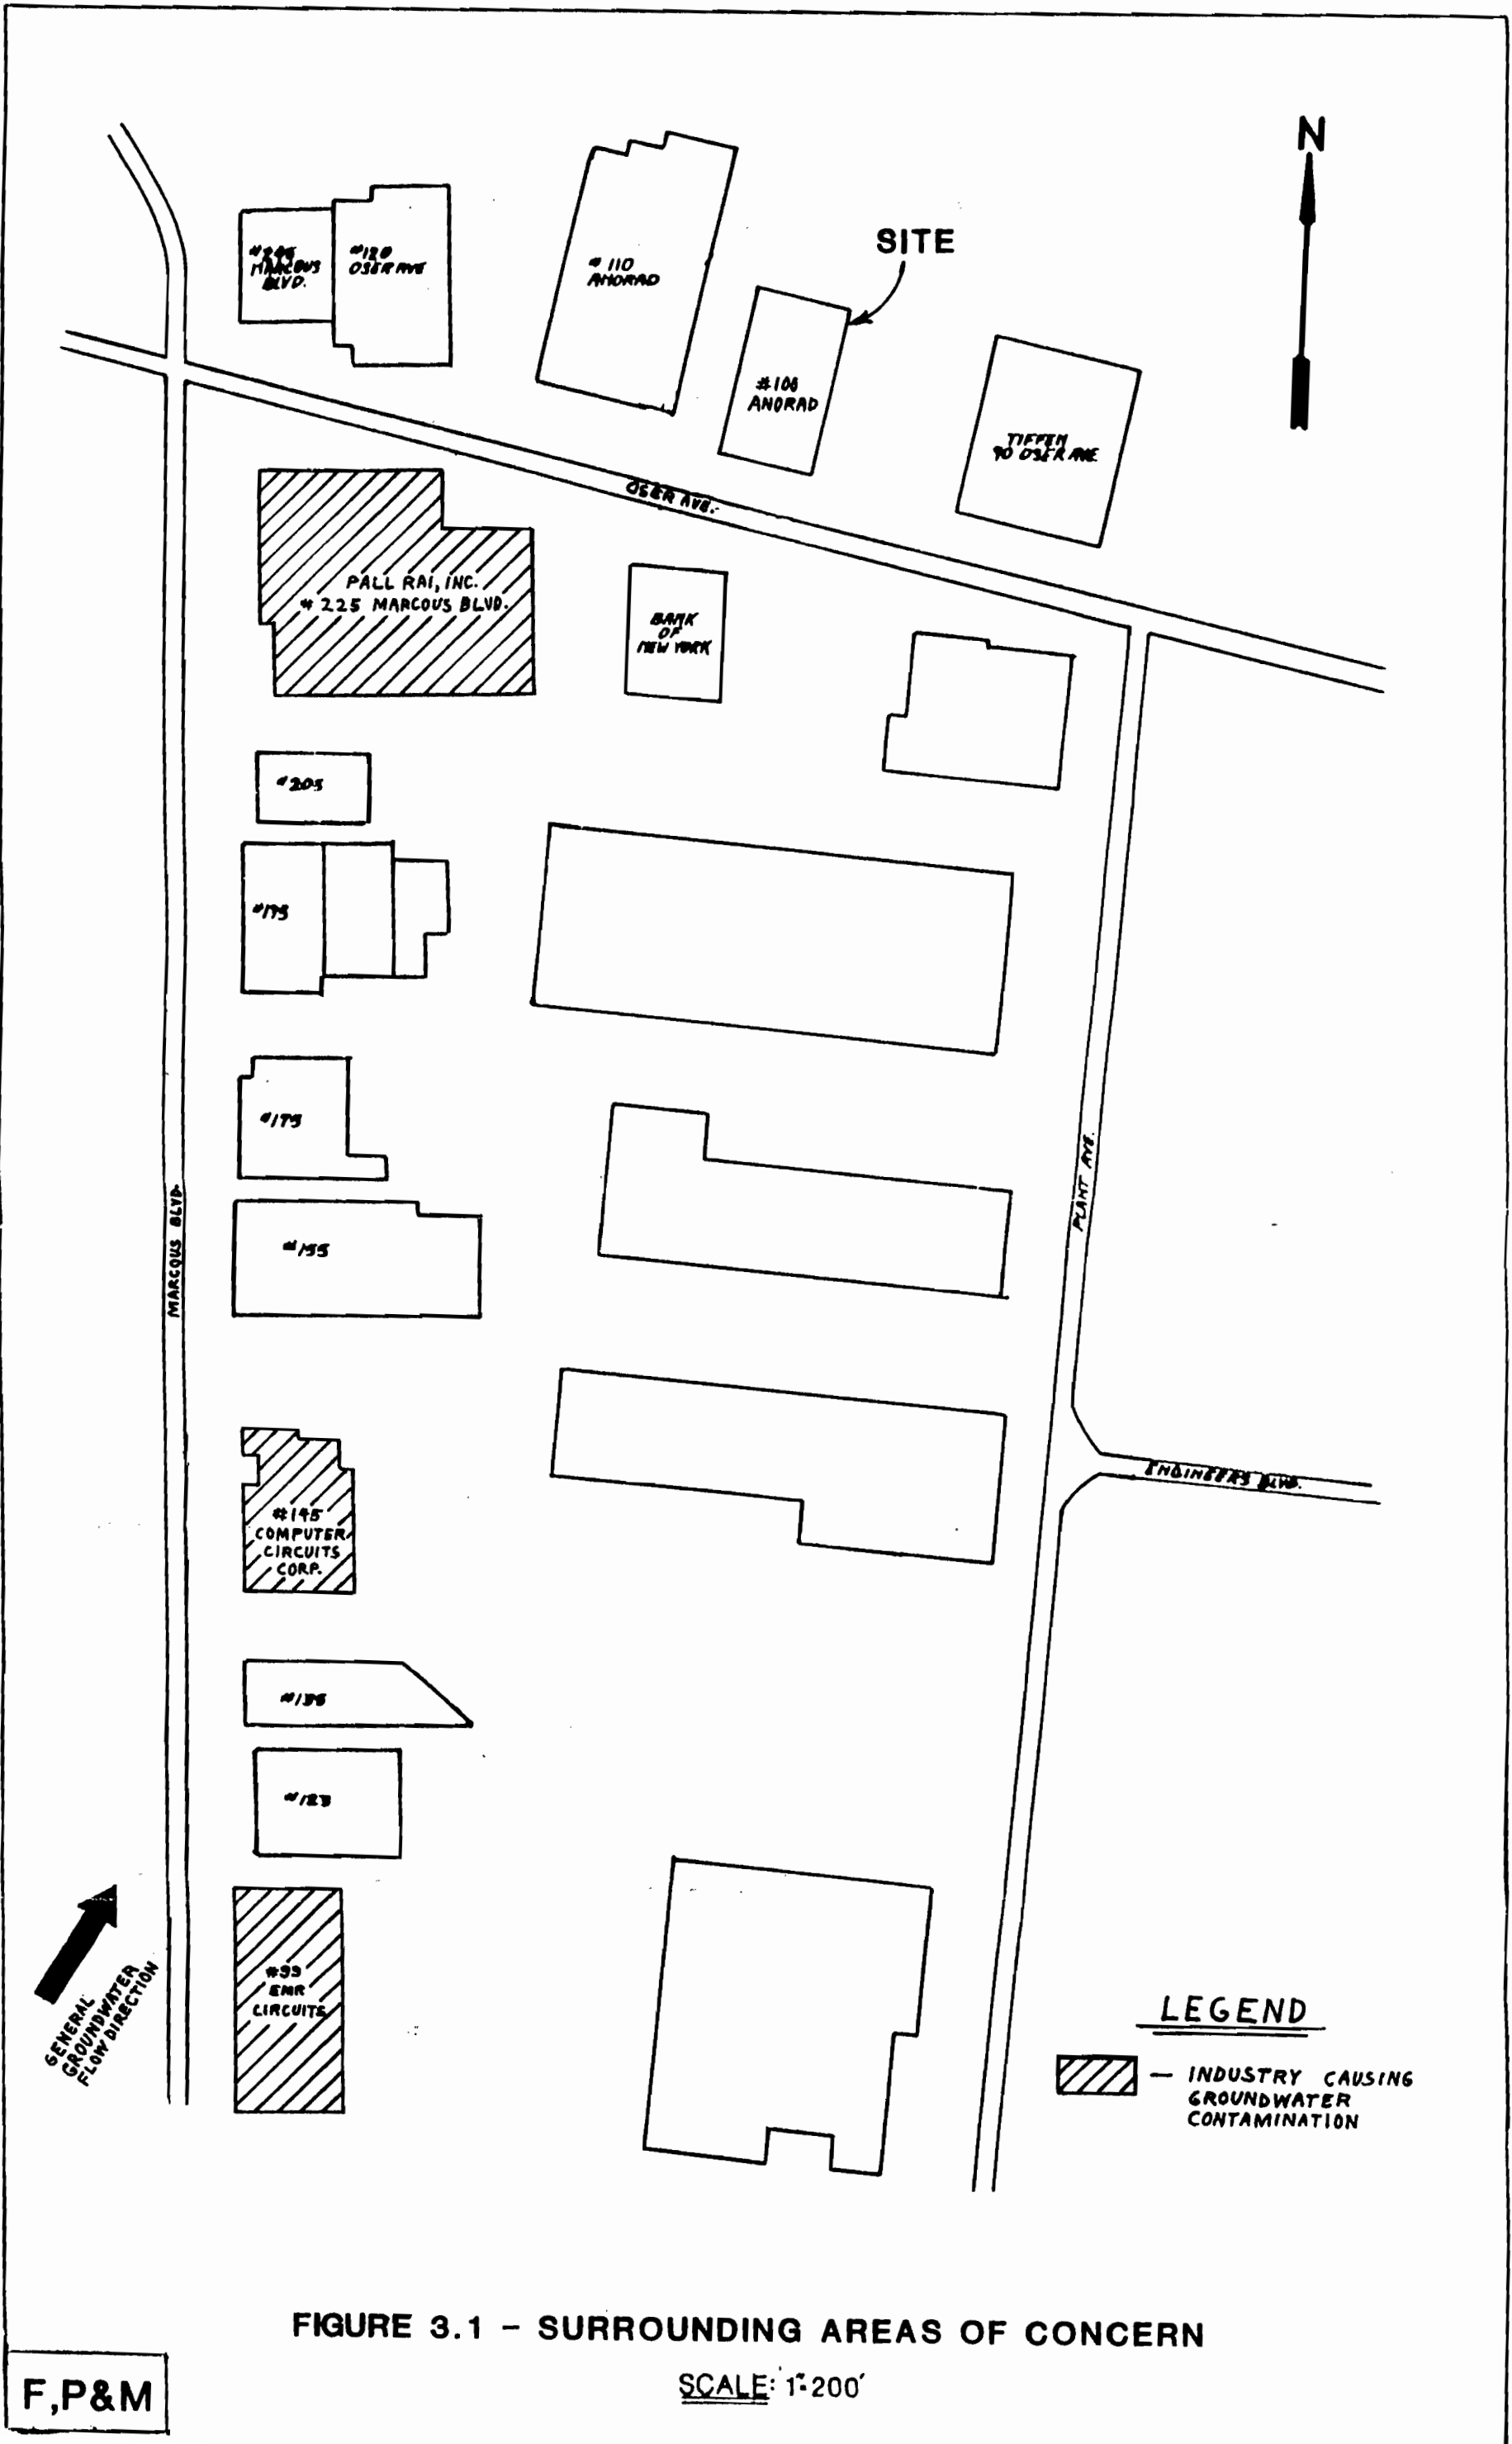 N
SITE
MARCOUS
BLVD.
#120
OSER AVE
# 110
ANORAD
#100
ANORAD
TIFFEN
90 OSER AVE
OSER AVE.
PALL RAI, INC.
# 225 MARCOUS BLVD.
BANK
OF
NEW YORK
#205
#195
#175
#155
MARCOUS BLVD.
PLANT AVE.
ENGINEERS BLVD.
#145
COMPUTER
CIRCUITS
CORP.
#135
#123
#99
EMR
CIRCUITS
GENERAL
GROUNDWATER
FLOW DIRECTION
LEGEND
— INDUSTRY CAUSING
GROUNDWATER
CONTAMINATION
FIGURE 3.1 - SURROUNDING AREAS OF CONCERN
SCALE: 1"=200'
F,P&M